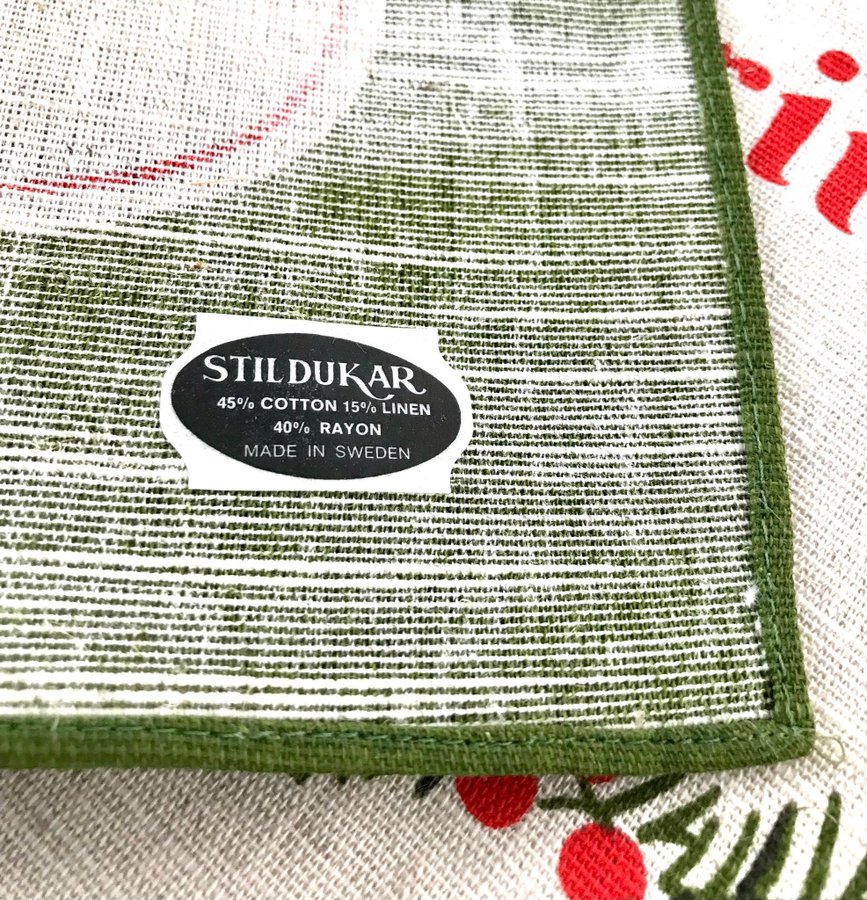 STILDUKAR
45% COTTON 15% LINEN
40% RAYON
MADE IN SWEDEN